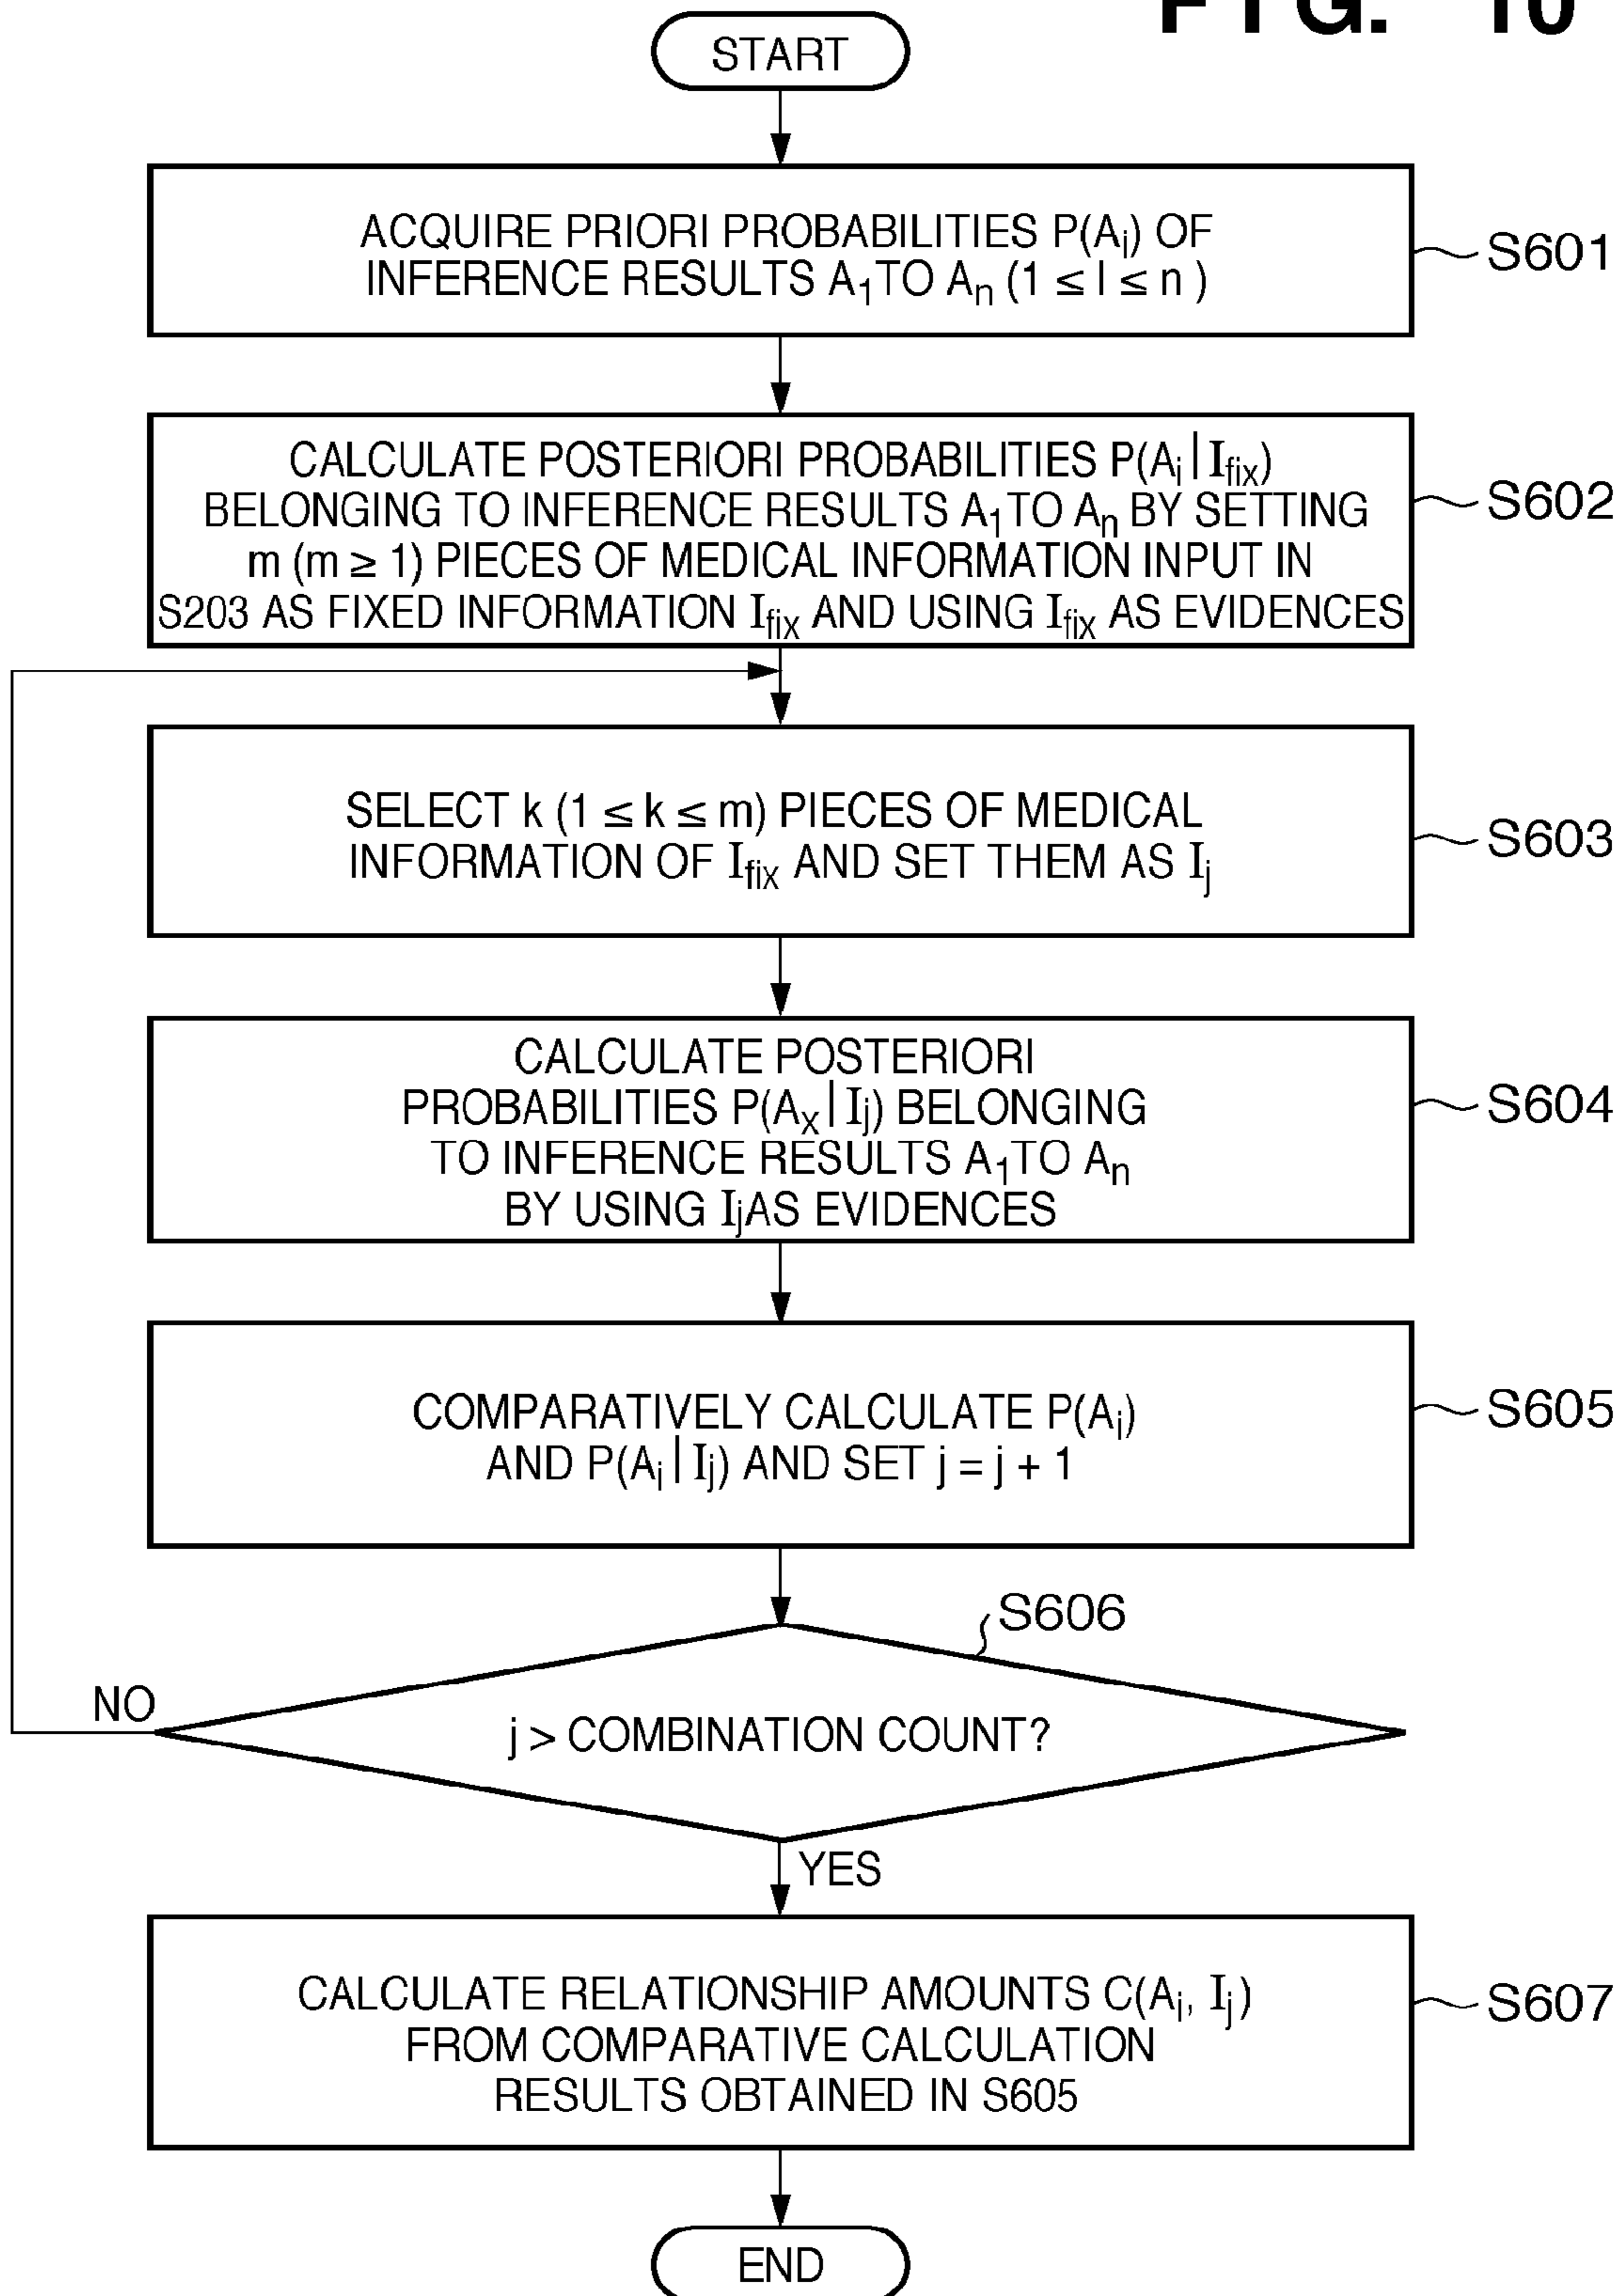 FIG. 10
START
ACQUIRE PRIORI PROBABILITIES P(Ai) OF
INFERENCE RESULTS A1 TO An (1 ≤ I ≤ n )
S601
CALCULATE POSTERIORI PROBABILITIES P(Ai | Ifix)
BELONGING TO INFERENCE RESULTS A1 TO An BY SETTING
m (m ≥ 1) PIECES OF MEDICAL INFORMATION INPUT IN
S203 AS FIXED INFORMATION Ifix AND USING Ifix AS EVIDENCES
S602
SELECT k (1 ≤ k ≤ m) PIECES OF MEDICAL
INFORMATION OF Ifix AND SET THEM AS Ij
S603
CALCULATE POSTERIORI
PROBABILITIES P(Ax | Ij) BELONGING
TO INFERENCE RESULTS A1 TO An
BY USING Ij AS EVIDENCES
S604
COMPARATIVELY CALCULATE P(Ai)
AND P(Ai | Ij) AND SET j = j + 1
S605
S606
NO
j > COMBINATION COUNT?
YES
CALCULATE RELATIONSHIP AMOUNTS C(Ai, Ij)
FROM COMPARATIVE CALCULATION
RESULTS OBTAINED IN S605
S607
END